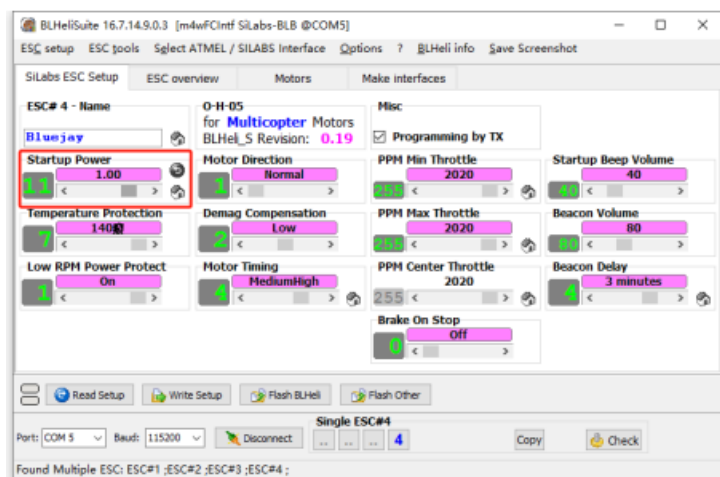 BLHeliSuite 16.7.14.9.0.3 [m4wFCIntf SiLabs-BLB @COM5]
ESC setup ESC tools Select ATMEL / SILABS Interface Options ? BLHeli info Save Screenshot
SiLabs ESC Setup ESC overview Motors Make interfaces
ESC# 4 - Name
Bluejay
O-H-05
for Multicopter Motors
BLHeli_S Revision: 0.19
Misc
Programming by TX
Startup Power
1.00
11
Motor Direction
Normal
1
PPM Min Throttle
2020
255
Startup Beep Volume
40
40
Temperature Protection
140
7
Demag Compensation
Low
2
PPM Max Throttle
2020
255
Beacon Volume
80
80
Low RPM Power Protect
On
1
Motor Timing
MediumHigh
4
PPM Center Throttle
2020
255
Beacon Delay
3 minutes
4
Brake On Stop
Off
0
Read Setup Write Setup Flash BLHeli Flash Other
Single ESC#4
Port: COM 5 Baud: 115200 Disconnect .. .. .. 4 Copy Check
Found Multiple ESC: ESC#1 ;ESC#2 ;ESC#3 ;ESC#4 ;